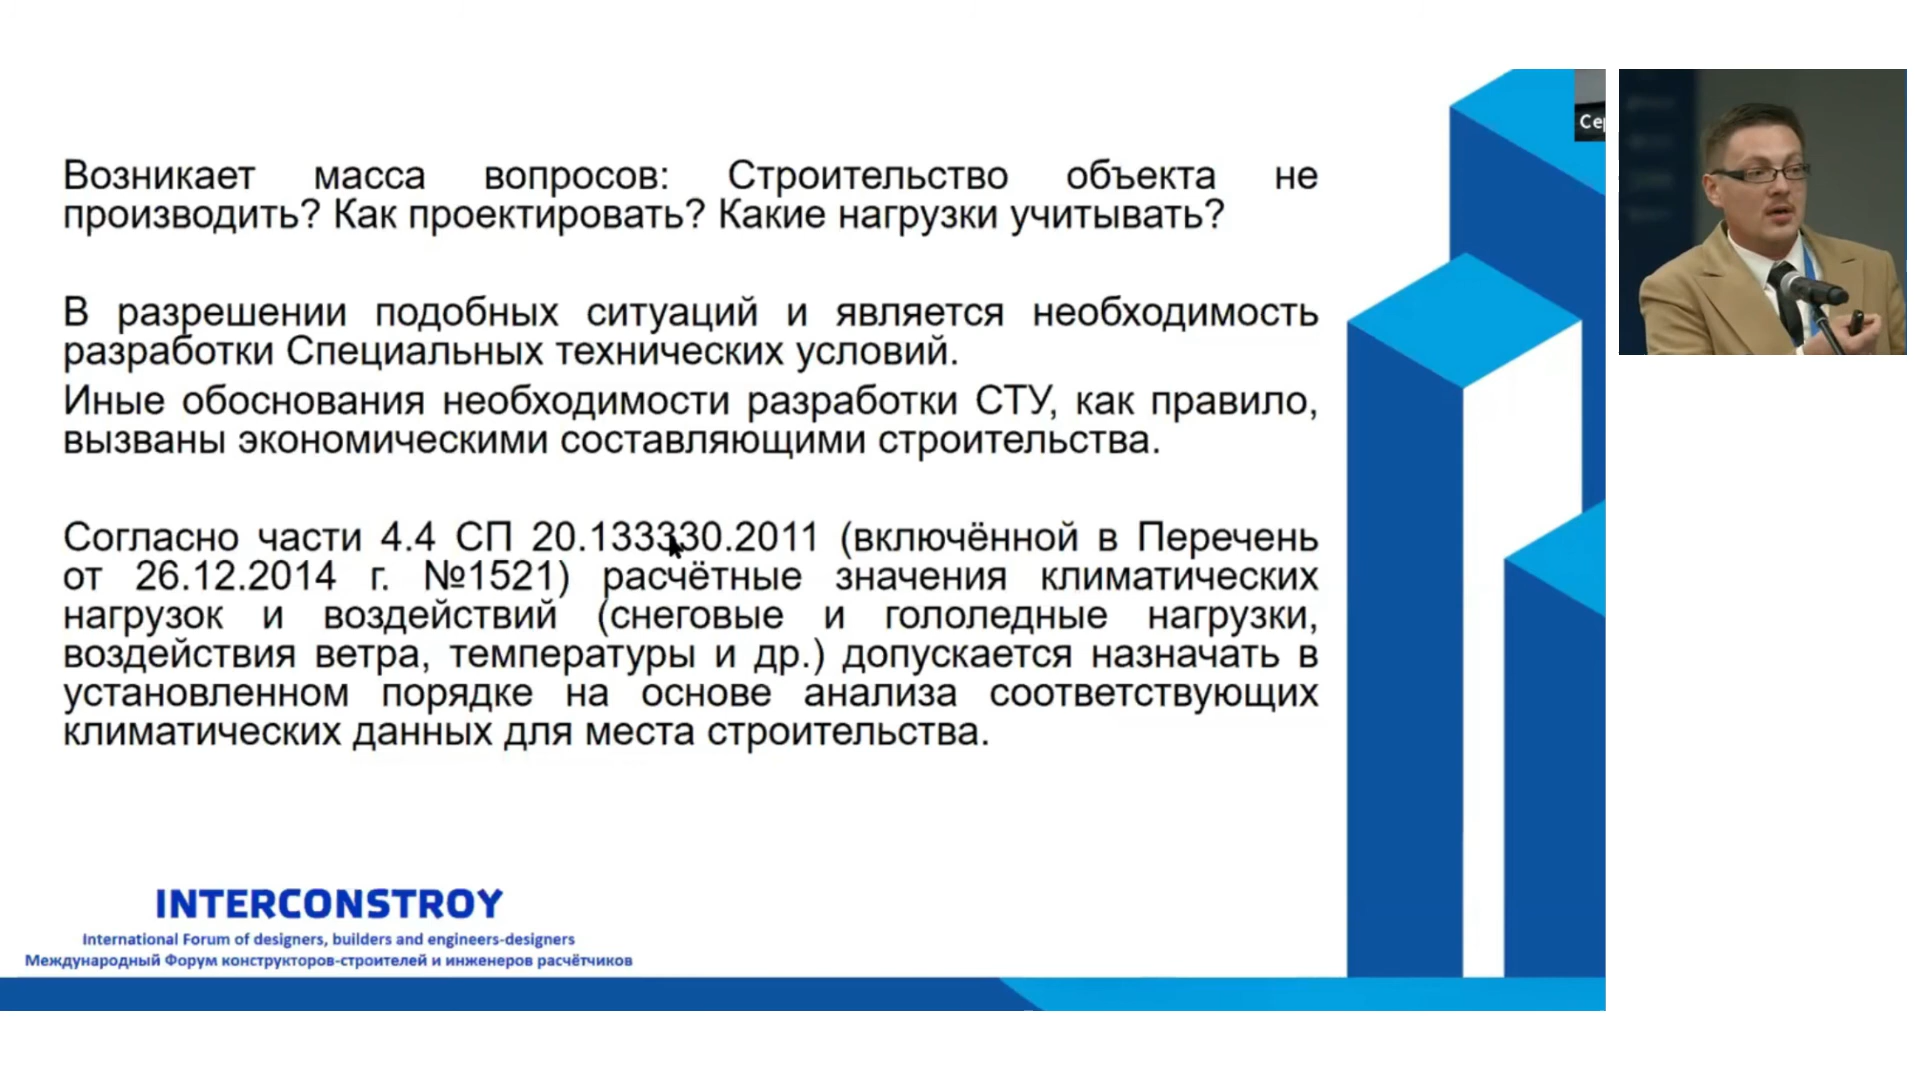 Возникает масса вопросов: Строительство объекта не
производить? Как проектировать? Какие нагрузки учитывать?
В разрешении подобных ситуаций и является необходимость
разработки Специальных технических условий.
Иные обоснования необходимости разработки СТУ, как правило,
вызваны экономическими составляющими строительства.
Согласно части 4.4 СП 20.133330.2011 (включённой в Перечень
от 26.12.2014 г. №1521) расчётные значения климатических
нагрузок и воздействий (снеговые и гололедные нагрузки,
воздействия ветра, температуры и др.) допускается назначать в
установленном порядке на основе анализа соответствующих
климатических данных для места строительства.
INTERCONSTROY
International Forum of designers, builders and engineers-designers
Международный Форум конструкторов-строителей и инженеров расчётчиков
Сер